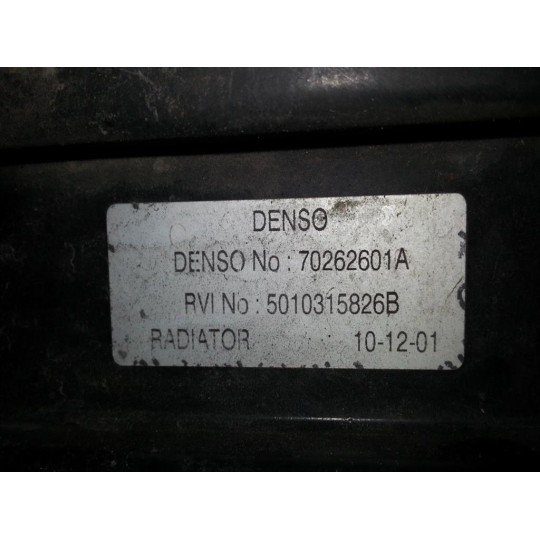 DENSO
DENSO No : 70262601A
RVI No : 5010315826B
RADIATOR 10-12-01